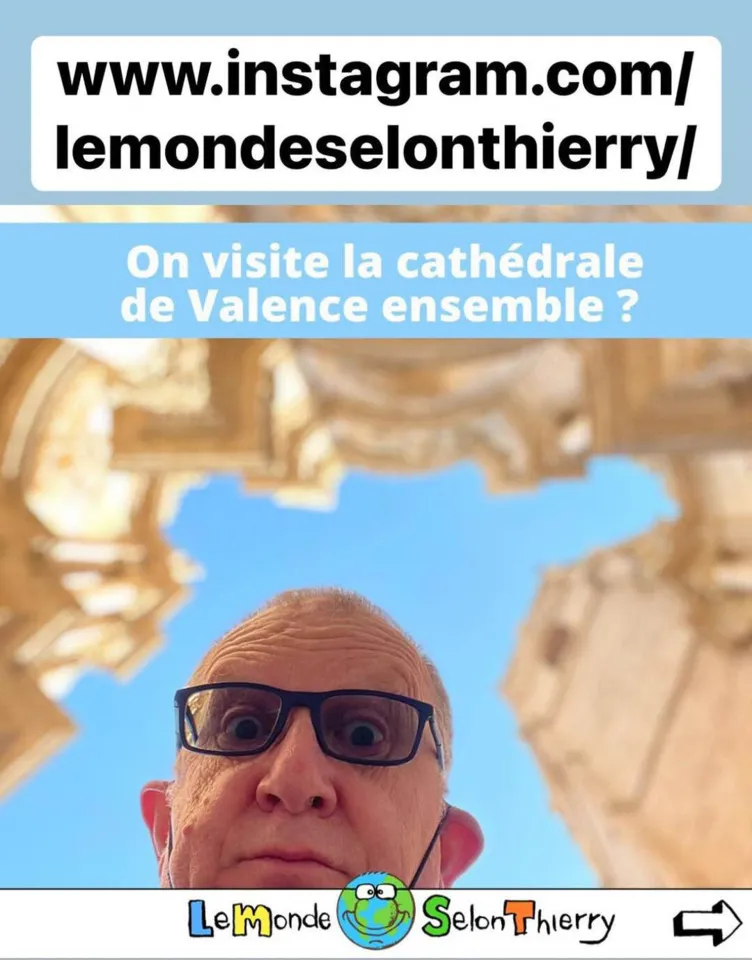 www.instagram.com/
lemondeselonthierry/
On visite la cathédrale
de Valence ensemble ?
LeMonde SelonThierry